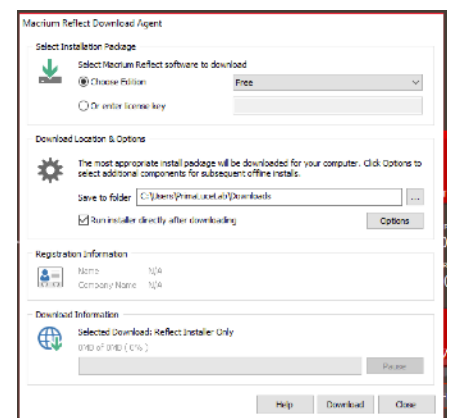 Macrium Reflect Download Agent
Select Installation Package
Select Macrium Reflect software to download
Choose Edition
Free
Or enter license key
Download Location & Options
The most appropriate install package will be downloaded for your computer. Click Options to
select additional components for subsequent offline installs.
Save to folder
C:\Users\PrimaLuceLab\Downloads
...
Run installer directly after downloading
Options
Registration Information
Name N/A
Company Name N/A
Download Information
Selected Download: Reflect Installer Only
0MB of 0MB ( 0% )
Pause
Help
Download
Close